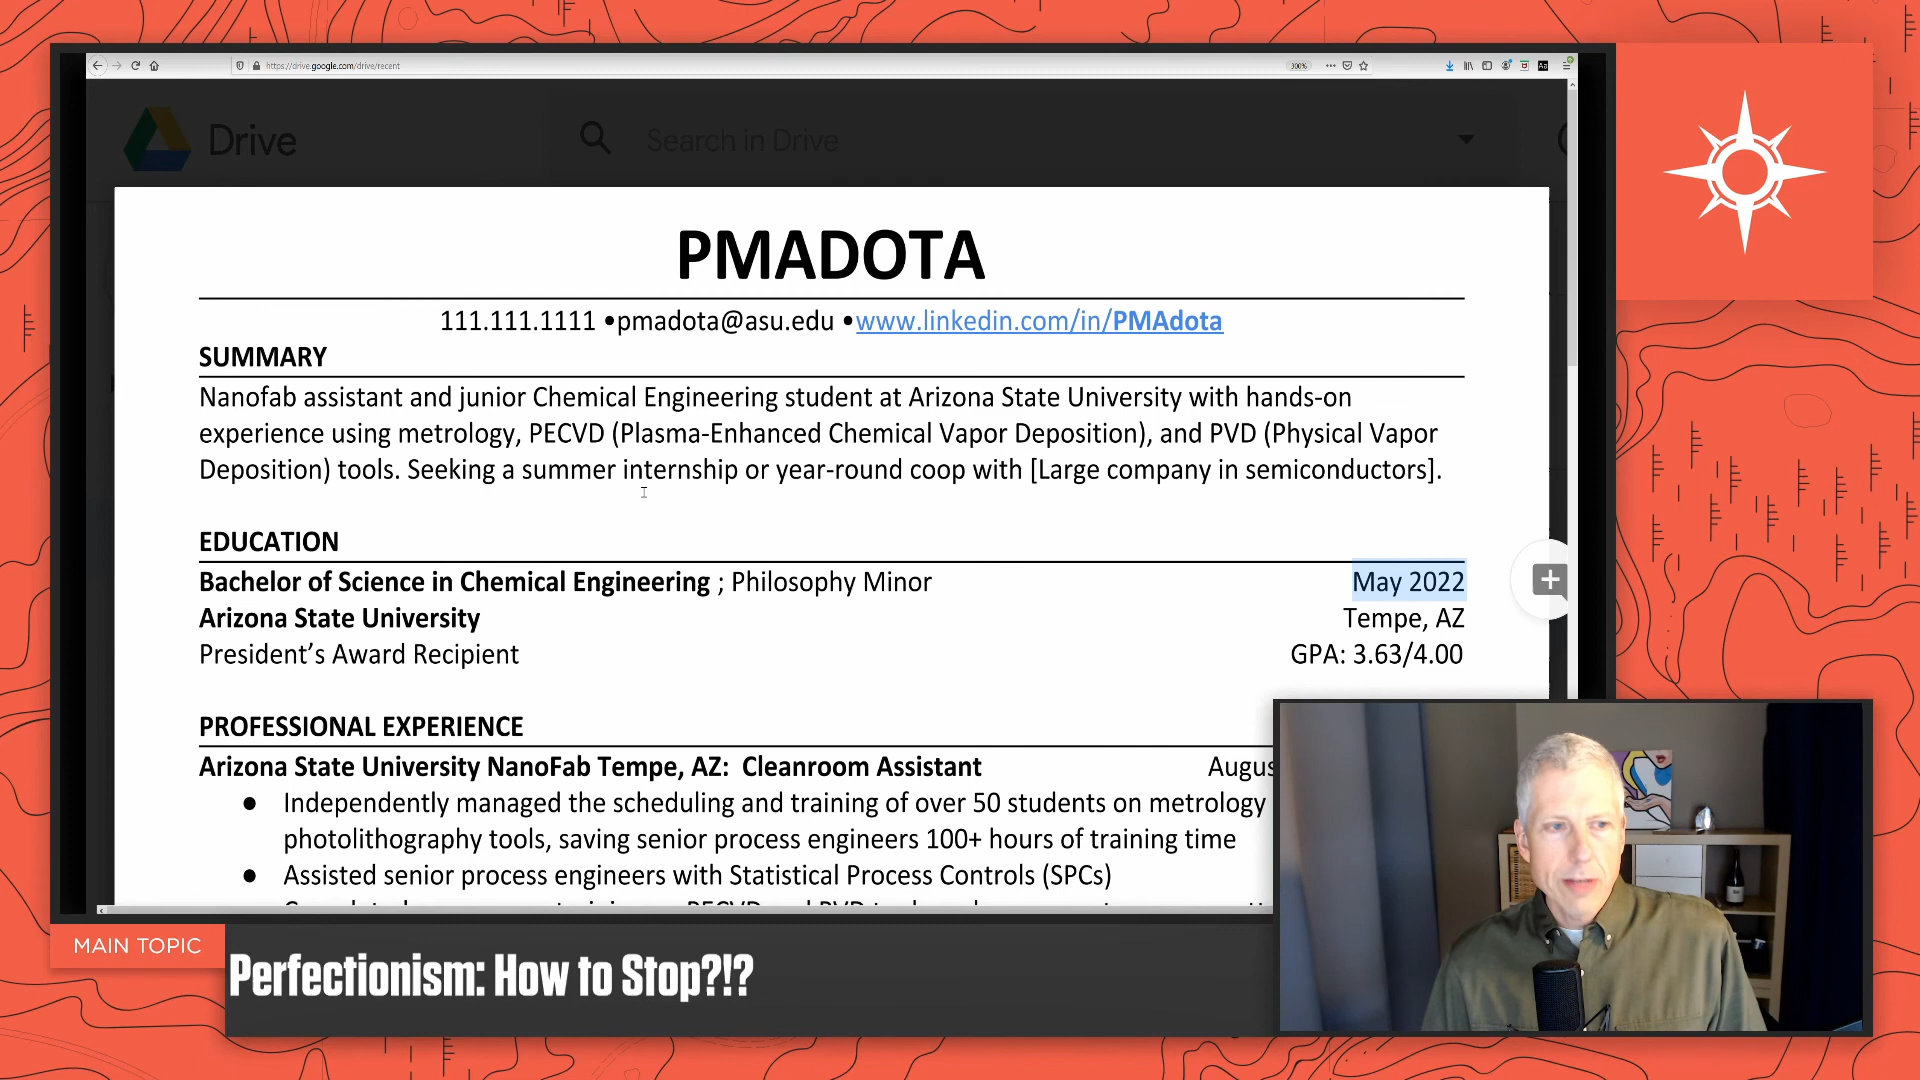 https://drive.google.com/drive/recent
300%
Drive
Search in Drive
PMADOTA
111.111.1111 •pmadota@asu.edu •www.linkedin.com/in/PMAdota
SUMMARY
Nanofab assistant and junior Chemical Engineering student at Arizona State University with hands-on
experience using metrology, PECVD (Plasma-Enhanced Chemical Vapor Deposition), and PVD (Physical Vapor
Deposition) tools. Seeking a summer internship or year-round coop with [Large company in semiconductors].
EDUCATION
Bachelor of Science in Chemical Engineering ; Philosophy Minor May 2022
Arizona State University Tempe, AZ
President’s Award Recipient GPA: 3.63/4.00
PROFESSIONAL EXPERIENCE
Arizona State University NanoFab Tempe, AZ: Cleanroom Assistant Augus
● Independently managed the scheduling and training of over 50 students on metrology
photolithography tools, saving senior process engineers 100+ hours of training time
● Assisted senior process engineers with Statistical Process Controls (SPCs)
MAIN TOPIC
Perfectionism: How to Stop?!?